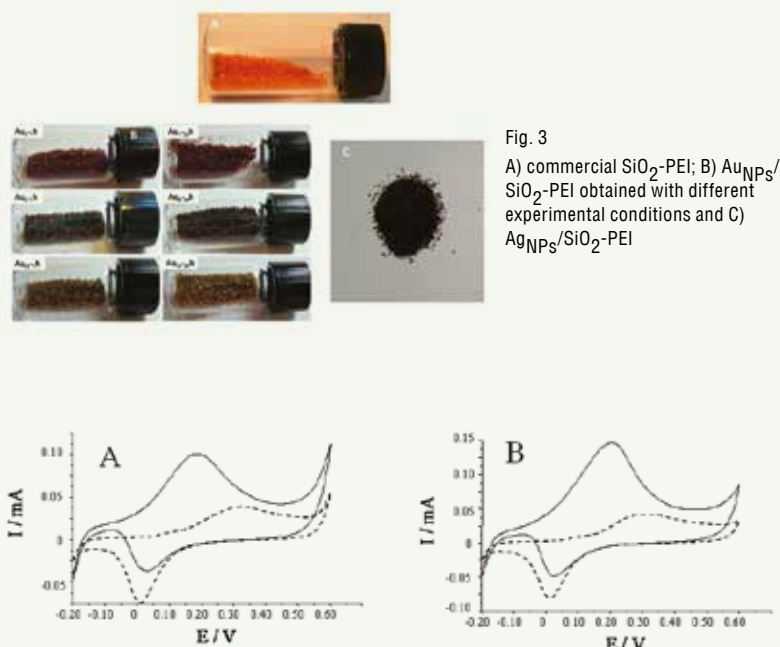 A
B
C
Fig. 3
A) commercial SiO2-PEI; B) AuNPs/
SiO2-PEI obtained with different
experimental conditions and C)
AgNPs/SiO2-PEI
A
I / mA
0.10
0.05
0
-0.05
-0.20 -0.10 0 0.10 0.20 0.30 0.40 0.50 0.60
E / V
B
I / mA
0.15
0.10
0.05
0
-0.05
-0.10
-0.20 -0.10 0 0.10 0.20 0.30 0.40 0.50 0.60
E / V